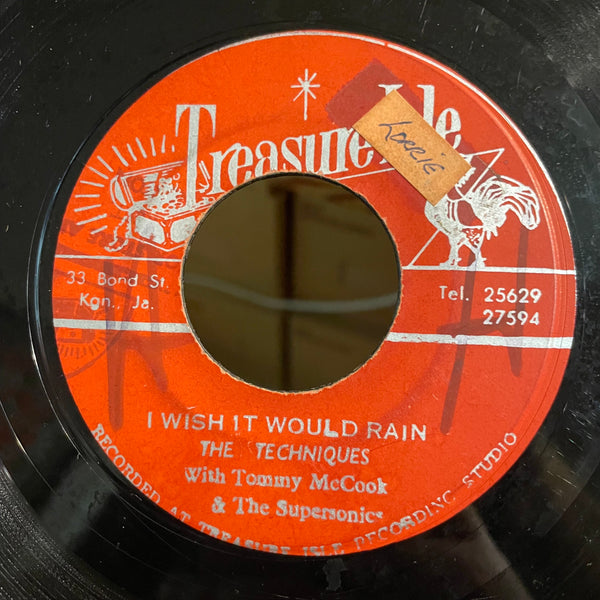 Treasure Isle
Lorrie
33 Bond St.
Kgn., Ja.
Tel. 25629
27594
I WISH IT WOULD RAIN
THE TECHNIQUES
With Tommy McCook
& The Supersonics
RECORDED AT TREASURE ISLE RECORDING STUDIO